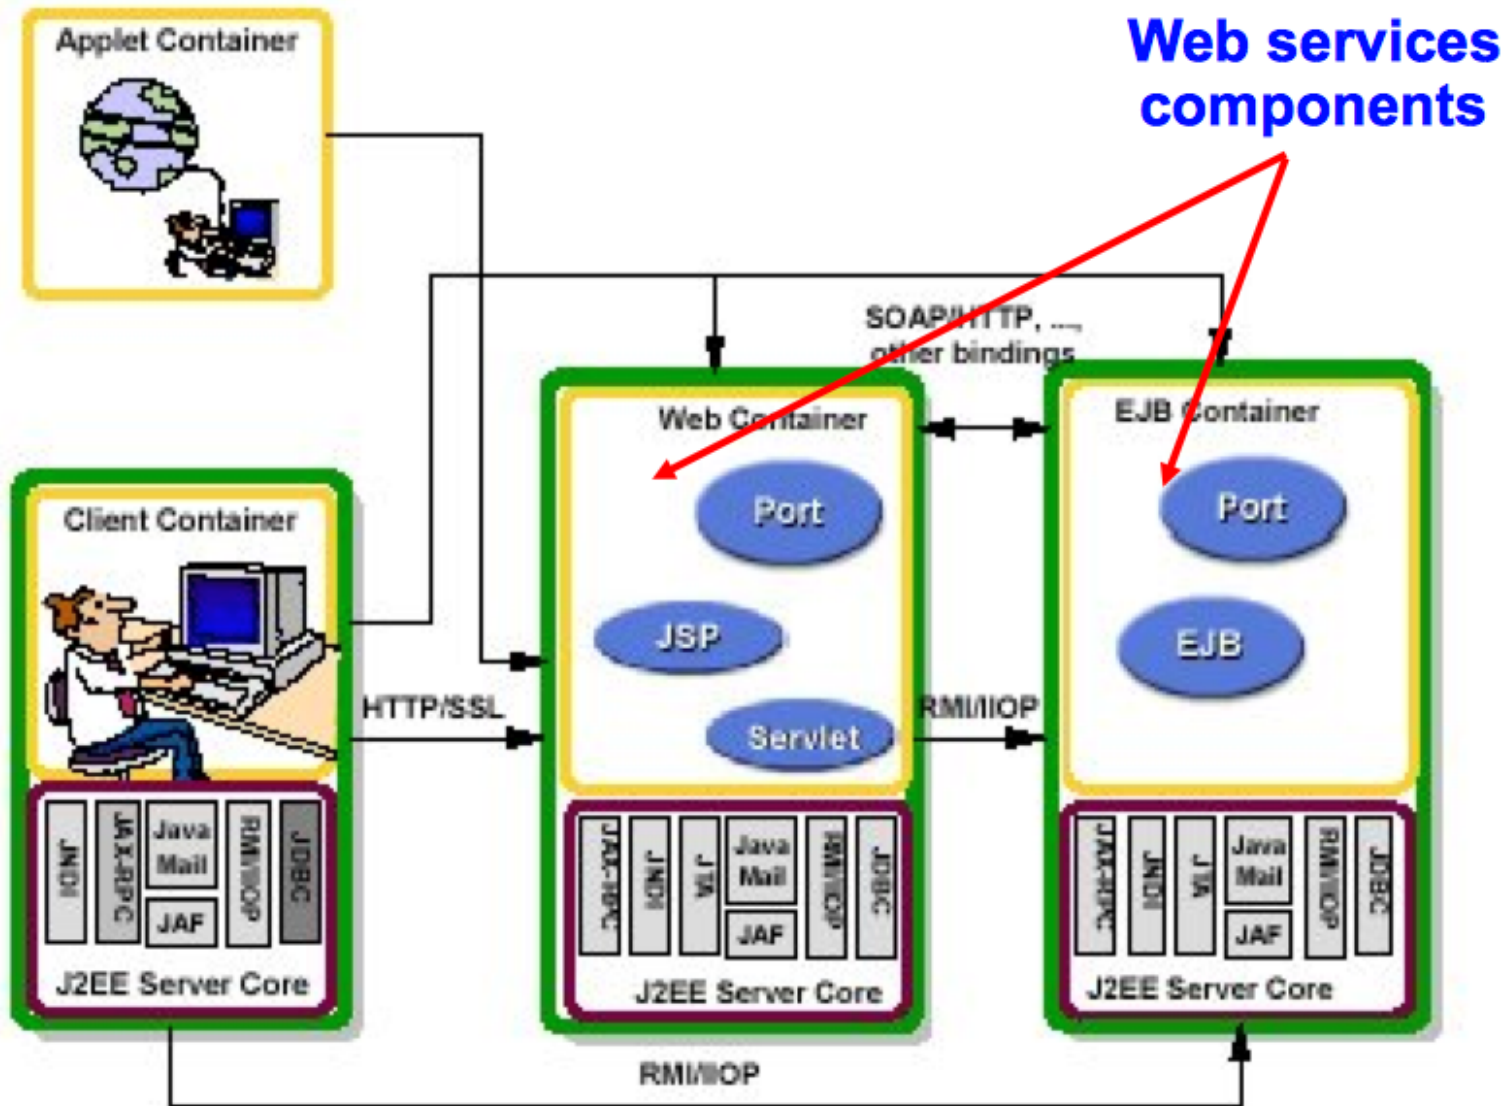 Applet Container
Web services
components
SOAP/HTTP, ...,
other bindings
Web Container
EJB Container
Port
Port
Client Container
JSP
EJB
HTTP/SSL
RMI/IIOP
Servlet
JNDI
JAX-RPC
Java
Mail
JAF
RMI/IIOP
JDBC
J2EE Server Core
JAX-RPC
JNDI
JTA
Java
Mail
JAF
RMI/IIOP
JDBC
J2EE Server Core
JAX-RPC
JNDI
JTA
Java
Mail
JAF
RMI/IIOP
JDBC
J2EE Server Core
RMI/IIOP